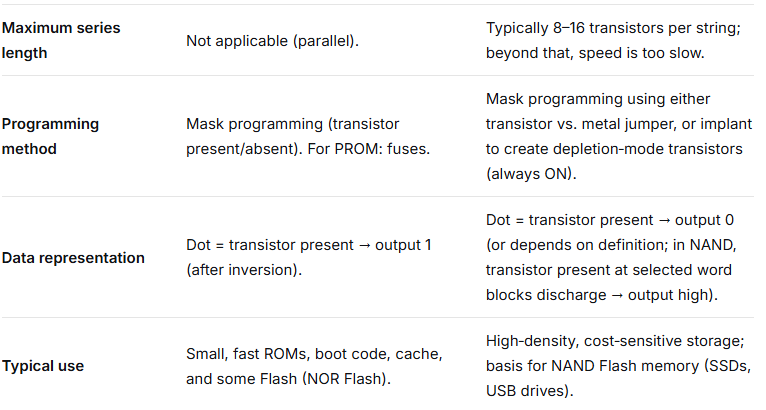 Maximum series
length
Not applicable (parallel).
Typically 8–16 transistors per string;
beyond that, speed is too slow.
Programming
method
Mask programming (transistor
present/absent). For PROM: fuses.
Mask programming using either
transistor vs. metal jumper, or implant
to create depletion-mode transistors
(always ON).
Data representation
Dot = transistor present → output 1
(after inversion).
Dot = transistor present → output 0
(or depends on definition; in NAND,
transistor present at selected word
blocks discharge → output high).
Typical use
Small, fast ROMs, boot code, cache,
and some Flash (NOR Flash).
High-density, cost-sensitive storage;
basis for NAND Flash memory (SSDs,
USB drives).